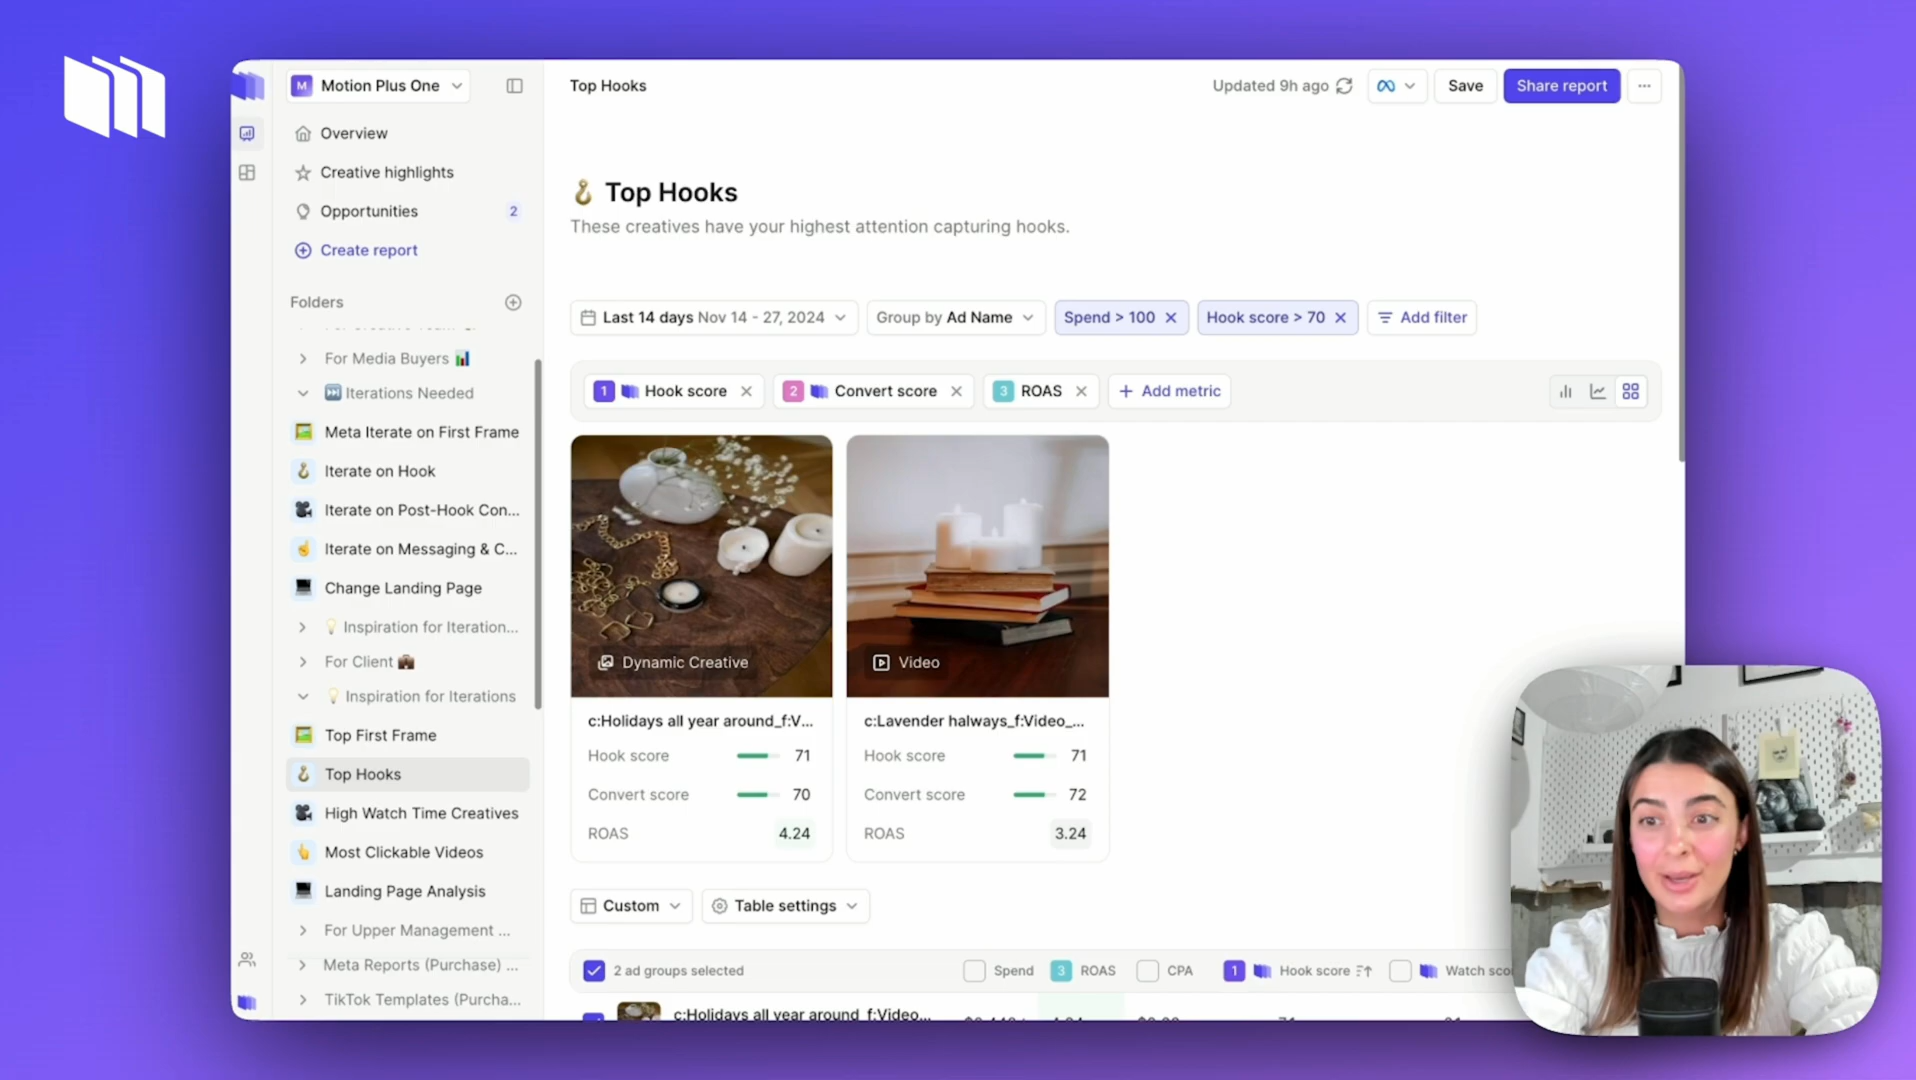 M Motion Plus One
Top Hooks
Updated 9h ago
Save
Share report
Overview
Creative highlights
Opportunities 2
Create report
Folders
For Media Buyers
Iterations Needed
Meta Iterate on First Frame
Iterate on Hook
Iterate on Post-Hook Con...
Iterate on Messaging & C...
Change Landing Page
Inspiration for Iteration...
For Client
Inspiration for Iterations
Top First Frame
Top Hooks
High Watch Time Creatives
Most Clickable Videos
Landing Page Analysis
For Upper Management ...
Meta Reports (Purchase) ...
TikTok Templates (Purcha...
Top Hooks
These creatives have your highest attention capturing hooks.
Last 14 days Nov 14 - 27, 2024
Group by Ad Name
Spend > 100
Hook score > 70
Add filter
1 Hook score
2 Convert score
3 ROAS
+ Add metric
Dynamic Creative
c:Holidays all year around_f:V...
Hook score 71
Convert score 70
ROAS 4.24
Video
c:Lavender halways_f:Video_...
Hook score 71
Convert score 72
ROAS 3.24
Custom
Table settings
2 ad groups selected
Spend
3 ROAS
CPA
1 Hook score
Watch sco
c:Holidays all year around_f:Video...